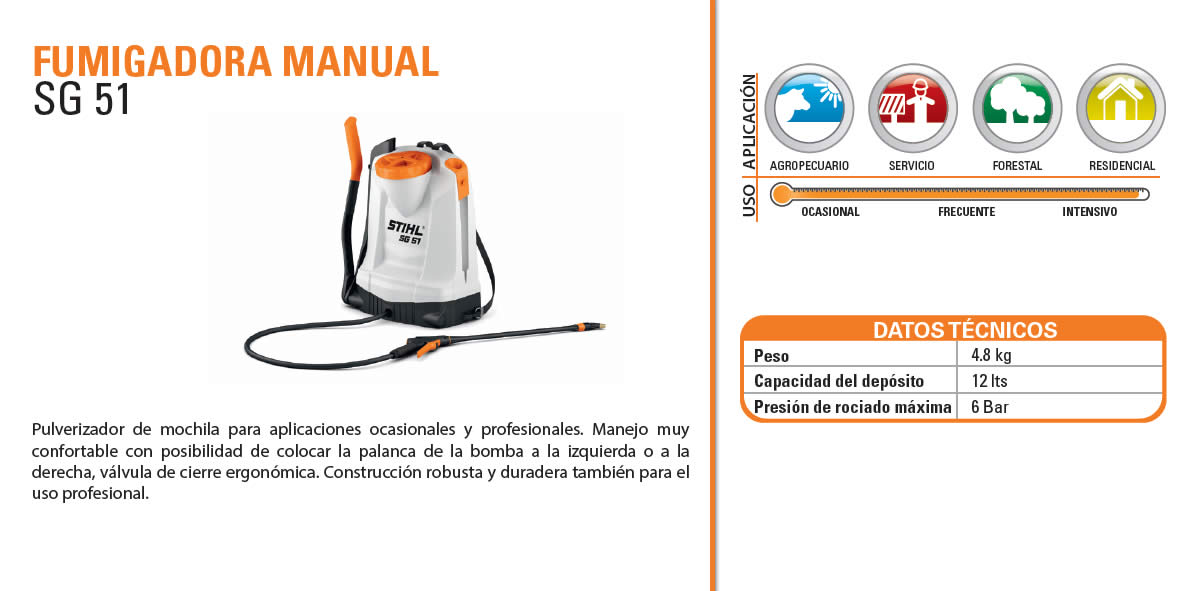 FUMIGADORA MANUAL
SG 51
STIHL
SG 51
Pulverizador de mochila para aplicaciones ocasionales y profesionales. Manejo muy
confortable con posibilidad de colocar la palanca de la bomba a la izquierda o a la
derecha, válvula de cierre ergonómica. Construcción robusta y duradera también para el
uso profesional.
APLICACIÓN
AGROPECUARIO SERVICIO FORESTAL RESIDENCIAL
USO
OCASIONAL FRECUENTE INTENSIVO
DATOS TÉCNICOS
Peso 4.8 kg
Capacidad del depósito 12 lts
Presión de rociado máxima 6 Bar